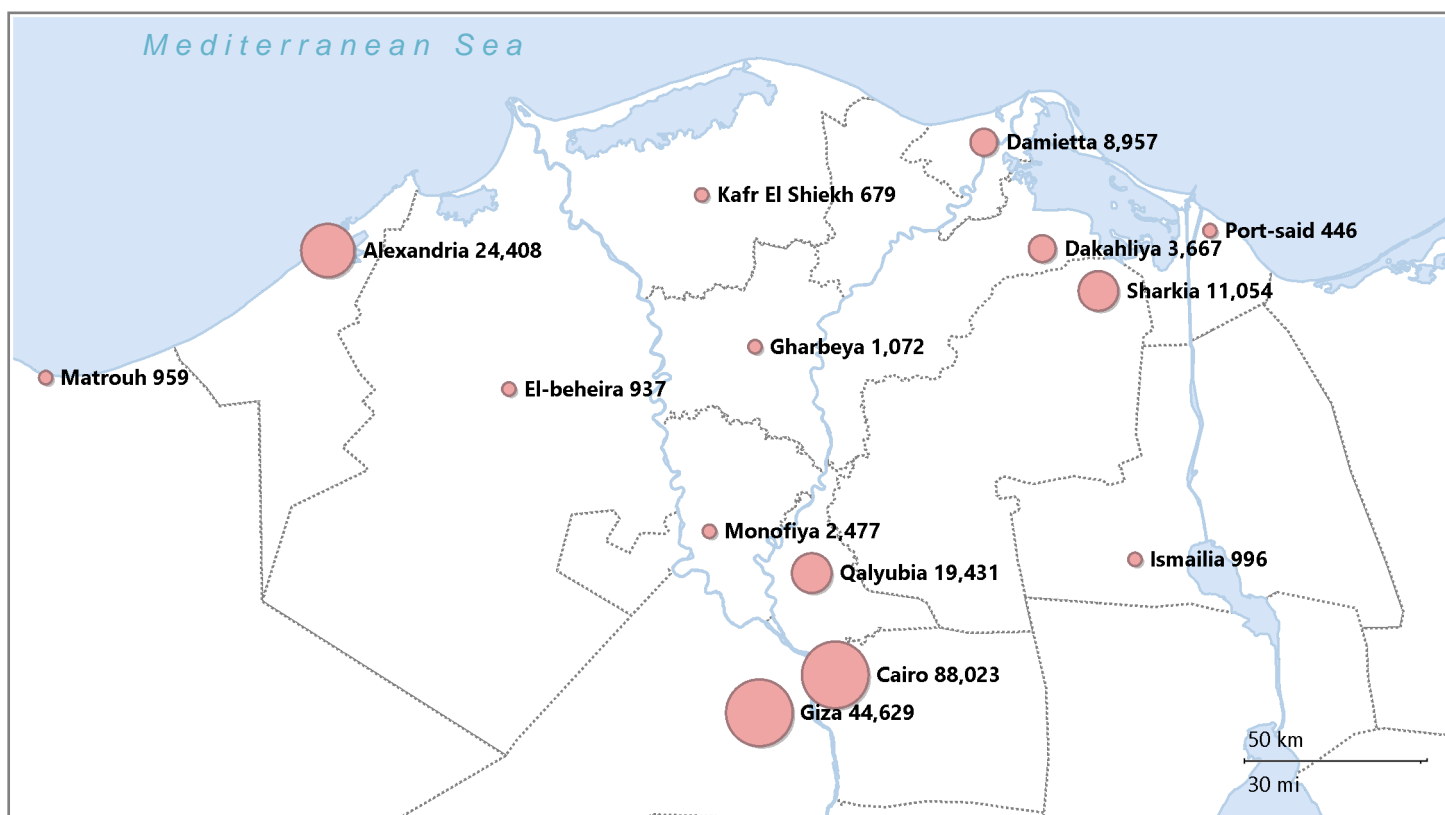 Mediterranean Sea
Damietta 8,957
Kafr El Shiekh 679
Port-said 446
Alexandria 24,408
Dakahliya 3,667
Sharkia 11,054
Gharbeya 1,072
Matrouh 959
El-beheira 937
Monofiya 2,477
Ismailia 996
Qalyubia 19,431
Cairo 88,023
Giza 44,629
50 km
30 mi